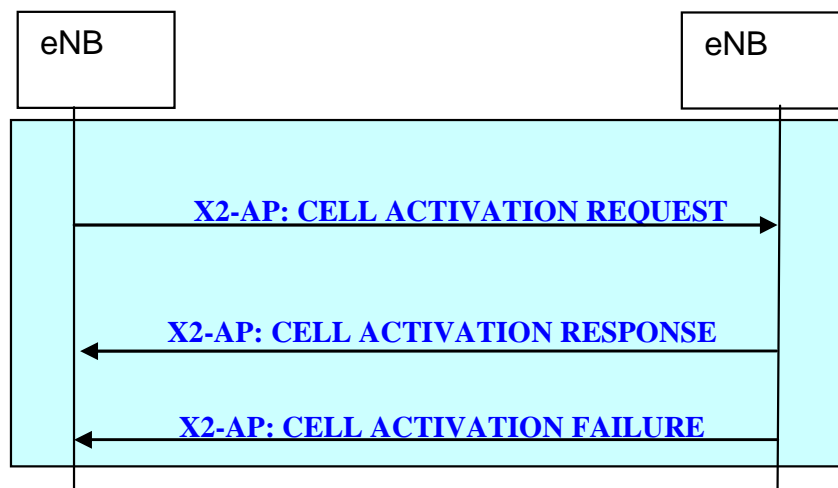 eNB
eNB
X2-AP: CELL ACTIVATION REQUEST
X2-AP: CELL ACTIVATION RESPONSE
X2-AP: CELL ACTIVATION FAILURE